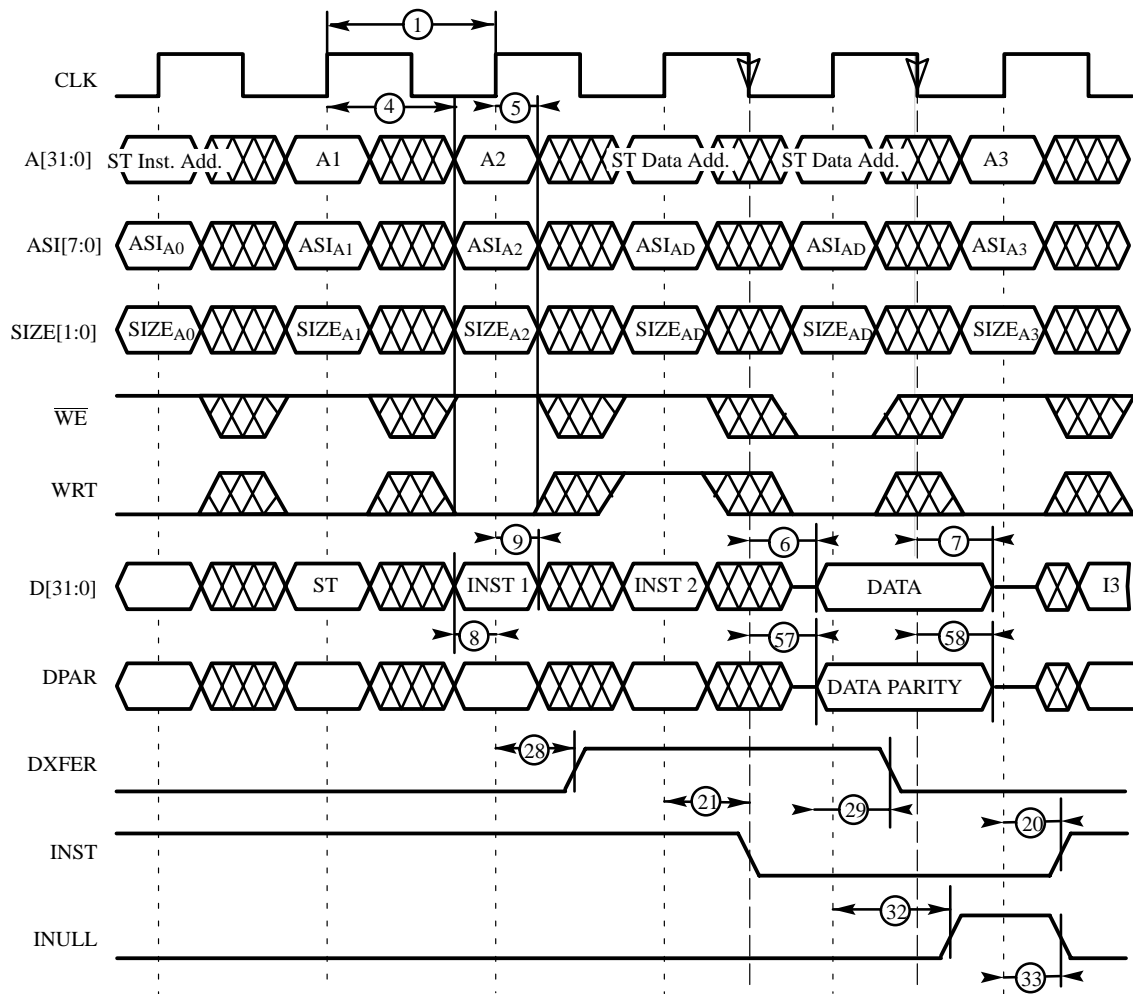 1
CLK
4
5
A[31:0]
ST Inst. Add. A1 A2 ST Data Add. ST Data Add. A3
ASI[7:0]
ASIA0 ASIA1 ASIA2 ASIAD ASIAD ASIA3
SIZE[1:0]
SIZEA0 SIZEA1 SIZEA2 SIZEAD SIZEAD SIZEA3
WE
WRT
9 6 7
D[31:0] ST INST 1 INST 2 DATA I3
8 57 58
DPAR DATA PARITY
28
DXFER
21 29 20
INST
32
INULL
33